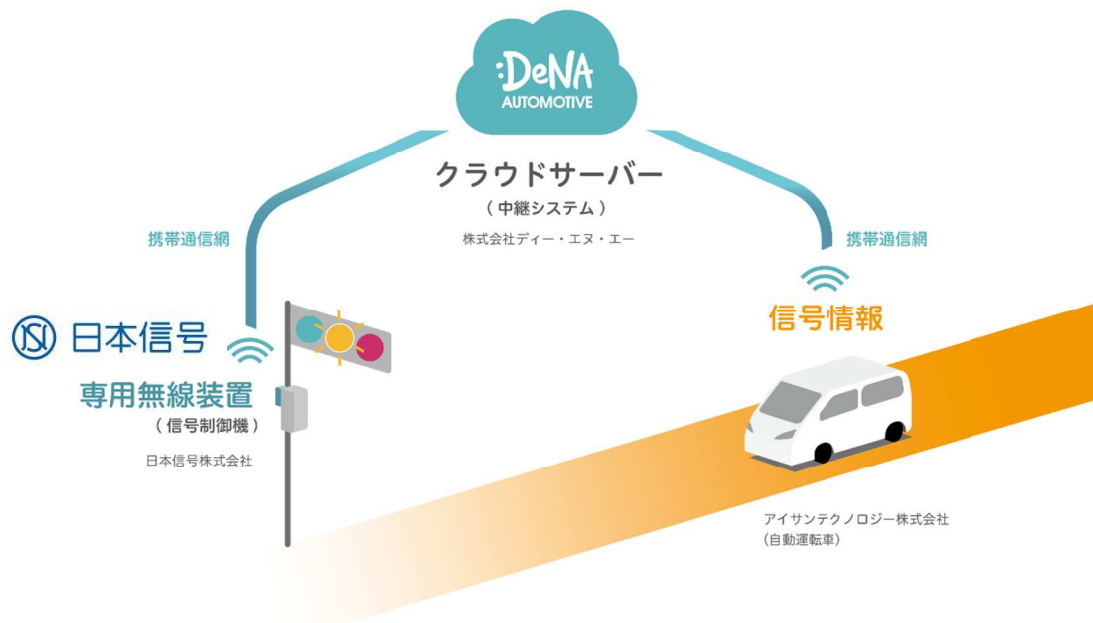 :DeNA
AUTOMOTIVE
クラウドサーバー
（中継システム）
株式会社ディー・エヌ・エー
携帯通信網
携帯通信網
信号情報
日本信号
専用無線装置
（信号制御機）
日本信号株式会社
アイサンテクノロジー株式会社
(自動運転車)